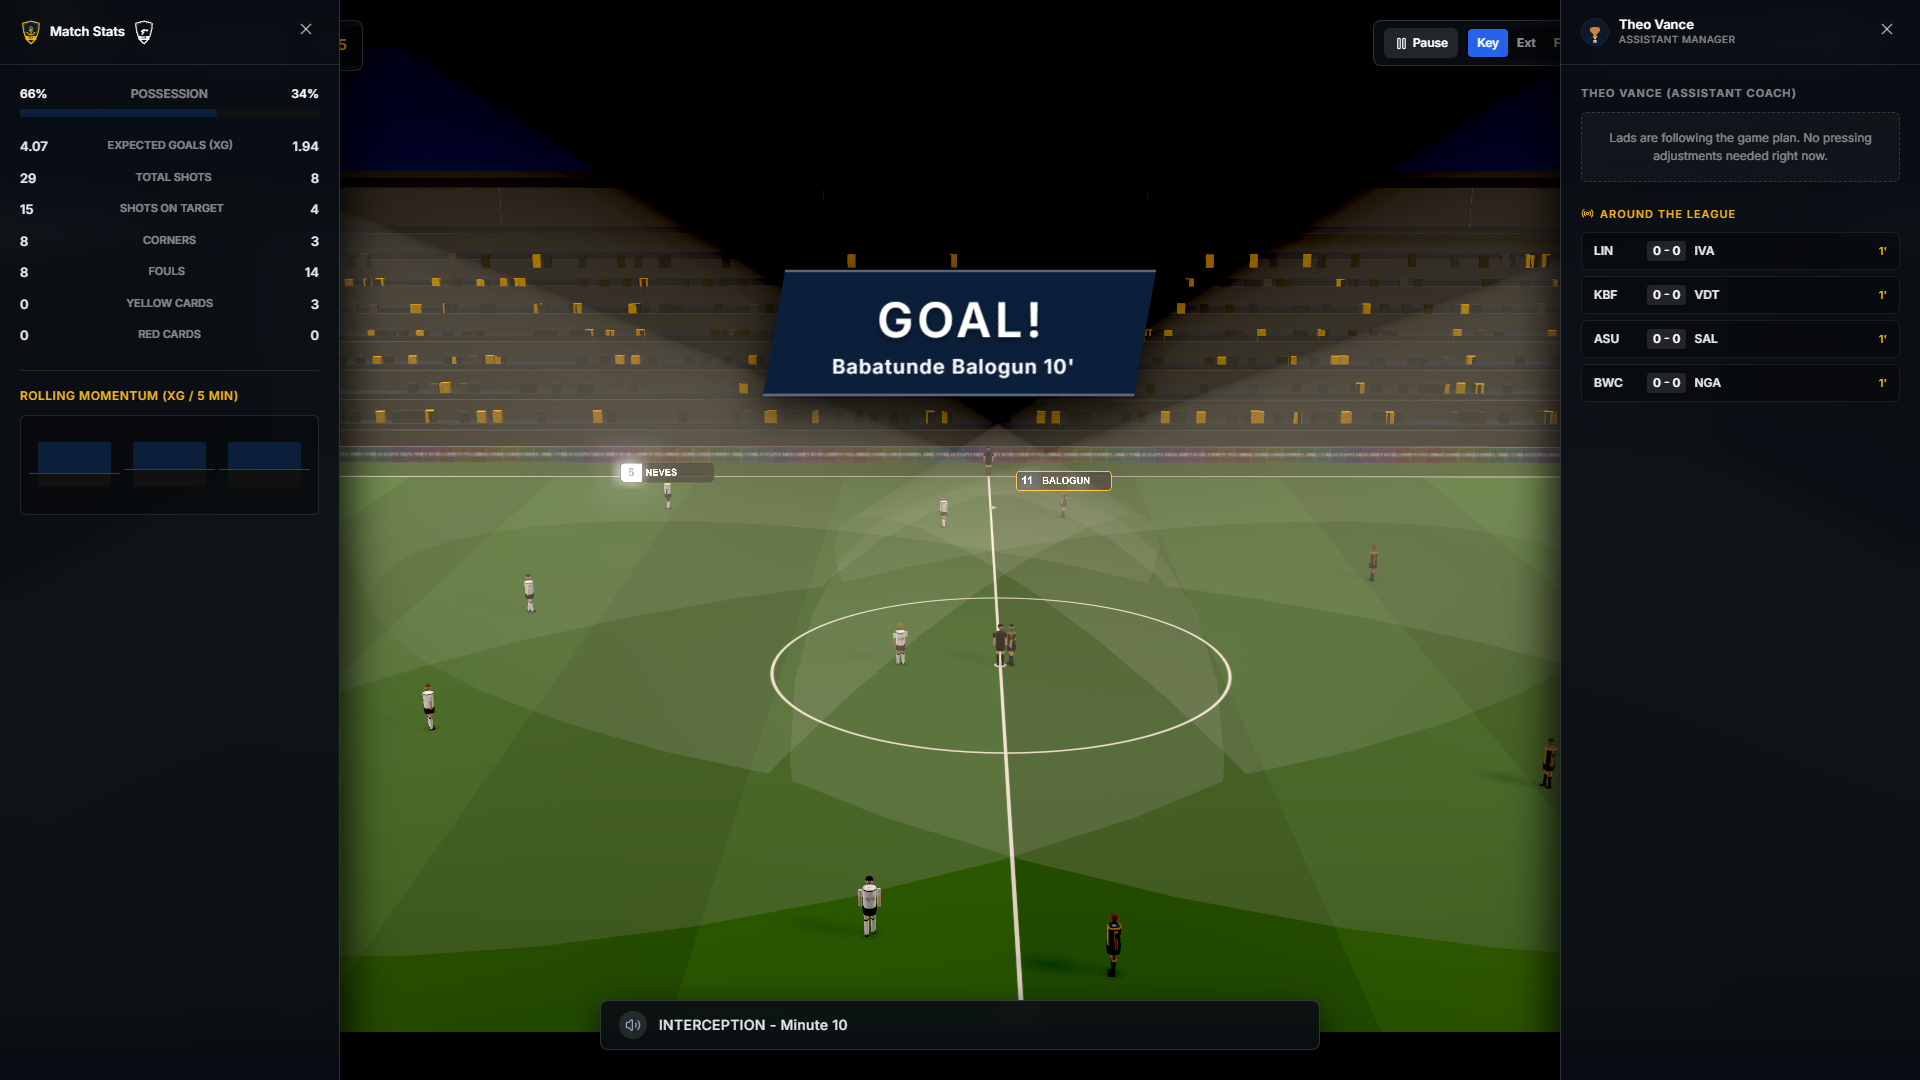 Match Stats
66% POSSESSION 34%
4.07 EXPECTED GOALS (XG) 1.94
29 TOTAL SHOTS 8
15 SHOTS ON TARGET 4
8 CORNERS 3
8 FOULS 14
0 YELLOW CARDS 3
0 RED CARDS 0
ROLLING MOMENTUM (XG / 5 MIN)
5
Pause Key Ext F
GOAL!
Babatunde Balogun 10'
5 NEVES
11 BALOGUN
INTERCEPTION - Minute 10
Theo Vance
ASSISTANT MANAGER
THEO VANCE (ASSISTANT COACH)
Lads are following the game plan. No pressing
adjustments needed right now.
AROUND THE LEAGUE
LIN 0 - 0 IVA 1'
KBF 0 - 0 VDT 1'
ASU 0 - 0 SAL 1'
BWC 0 - 0 NGA 1'